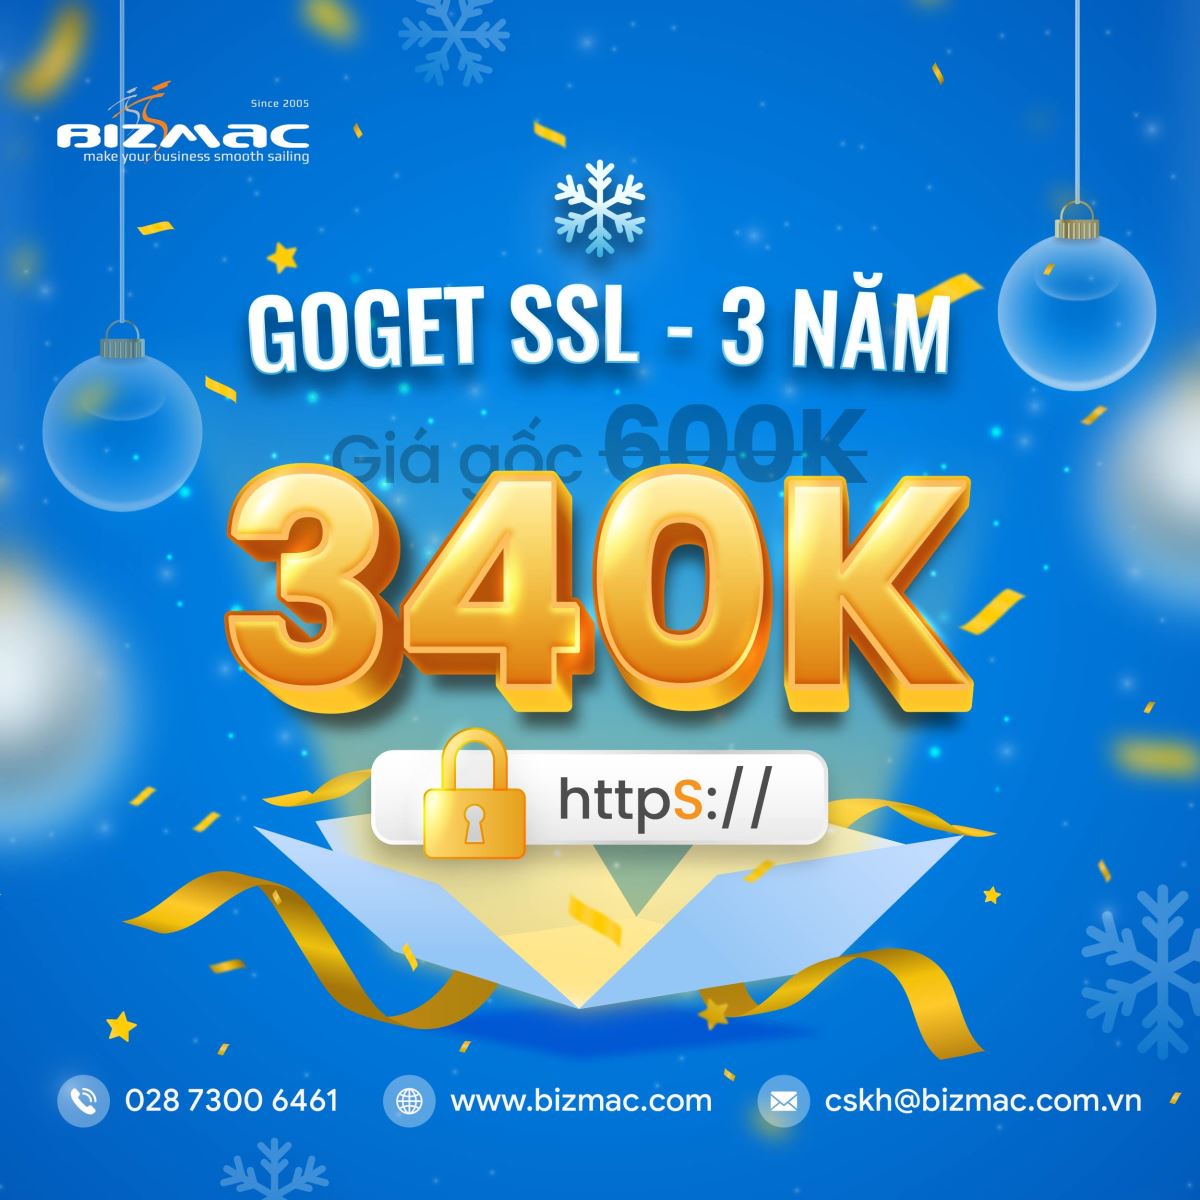 Since 2005
BIZMAC
make your business smooth sailing
GOGET SSL - 3 NĂM
Giá gốc 600K
340K
httpS://
028 7300 6461
www.bizmac.com
cskh@bizmac.com.vn